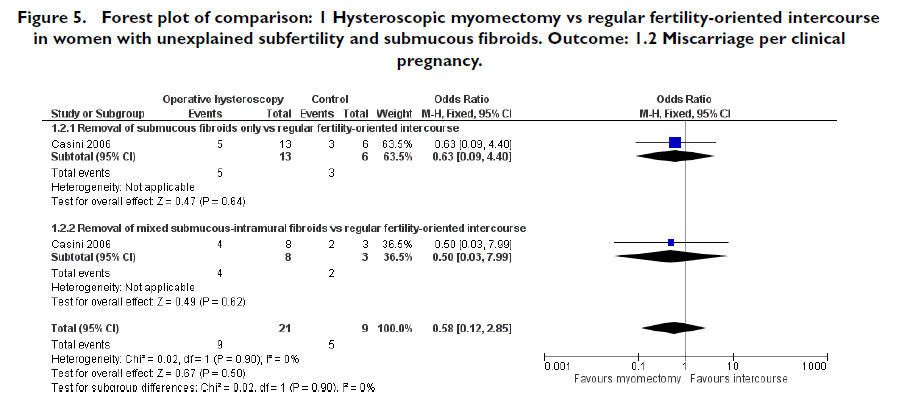 Figure 5. Forest plot of comparison: 1 Hysteroscopic myomectomy vs regular fertility-oriented intercourse
in women with unexplained subfertility and submucous fibroids. Outcome: 1.2 Miscarriage per clinical
pregnancy.
Operative hysteroscopy Control Odds Ratio Odds Ratio
Study or Subgroup Events Total Events Total Weight M-H, Fixed, 95% CI M-H, Fixed, 95% CI
1.2.1 Removal of submucous fibroids only vs regular fertility-oriented intercourse
Casini 2006 5 13 3 6 63.5% 0.63 [0.09, 4.40]
Subtotal (95% CI) 13 6 63.5% 0.63 [0.09, 4.40]
Total events 5 3
Heterogeneity: Not applicable
Test for overall effect: Z = 0.47 (P = 0.64)
1.2.2 Removal of mixed submucous-intramural fibroids vs regular fertility-oriented intercourse
Casini 2006 4 8 2 3 36.5% 0.50 [0.03, 7.99]
Subtotal (95% CI) 8 3 36.5% 0.50 [0.03, 7.99]
Total events 4 2
Heterogeneity: Not applicable
Test for overall effect: Z = 0.49 (P = 0.62)
Total (95% CI) 21 9 100.0% 0.58 [0.12, 2.85]
Total events 9 5
Heterogeneity: Chi² = 0.02, df = 1 (P = 0.90); I² = 0%
Test for overall effect: Z = 0.67 (P = 0.50)
Test for subgroup differences: Chi² = 0.02, df = 1 (P = 0.90), I² = 0%
0.001 0.1 1 10 1000
Favours myomectomy Favours intercourse